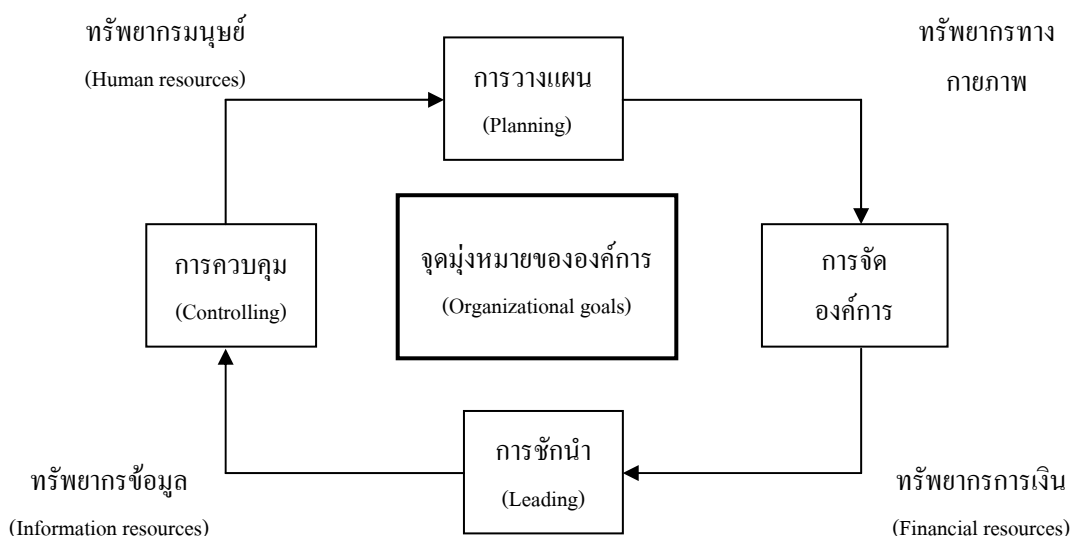 ทรัพยากรมนุษย์
(Human resources)
การวางแผน
(Planning)
ทรัพยากรทาง
กายภาพ
การควบคุม
(Controlling)
จุดมุ่งหมายขององค์การ
(Organizational goals)
การจัด
องค์การ
ทรัพยากรข้อมูล
(Information resources)
การชักนำ
(Leading)
ทรัพยากรการเงิน
(Financial resources)